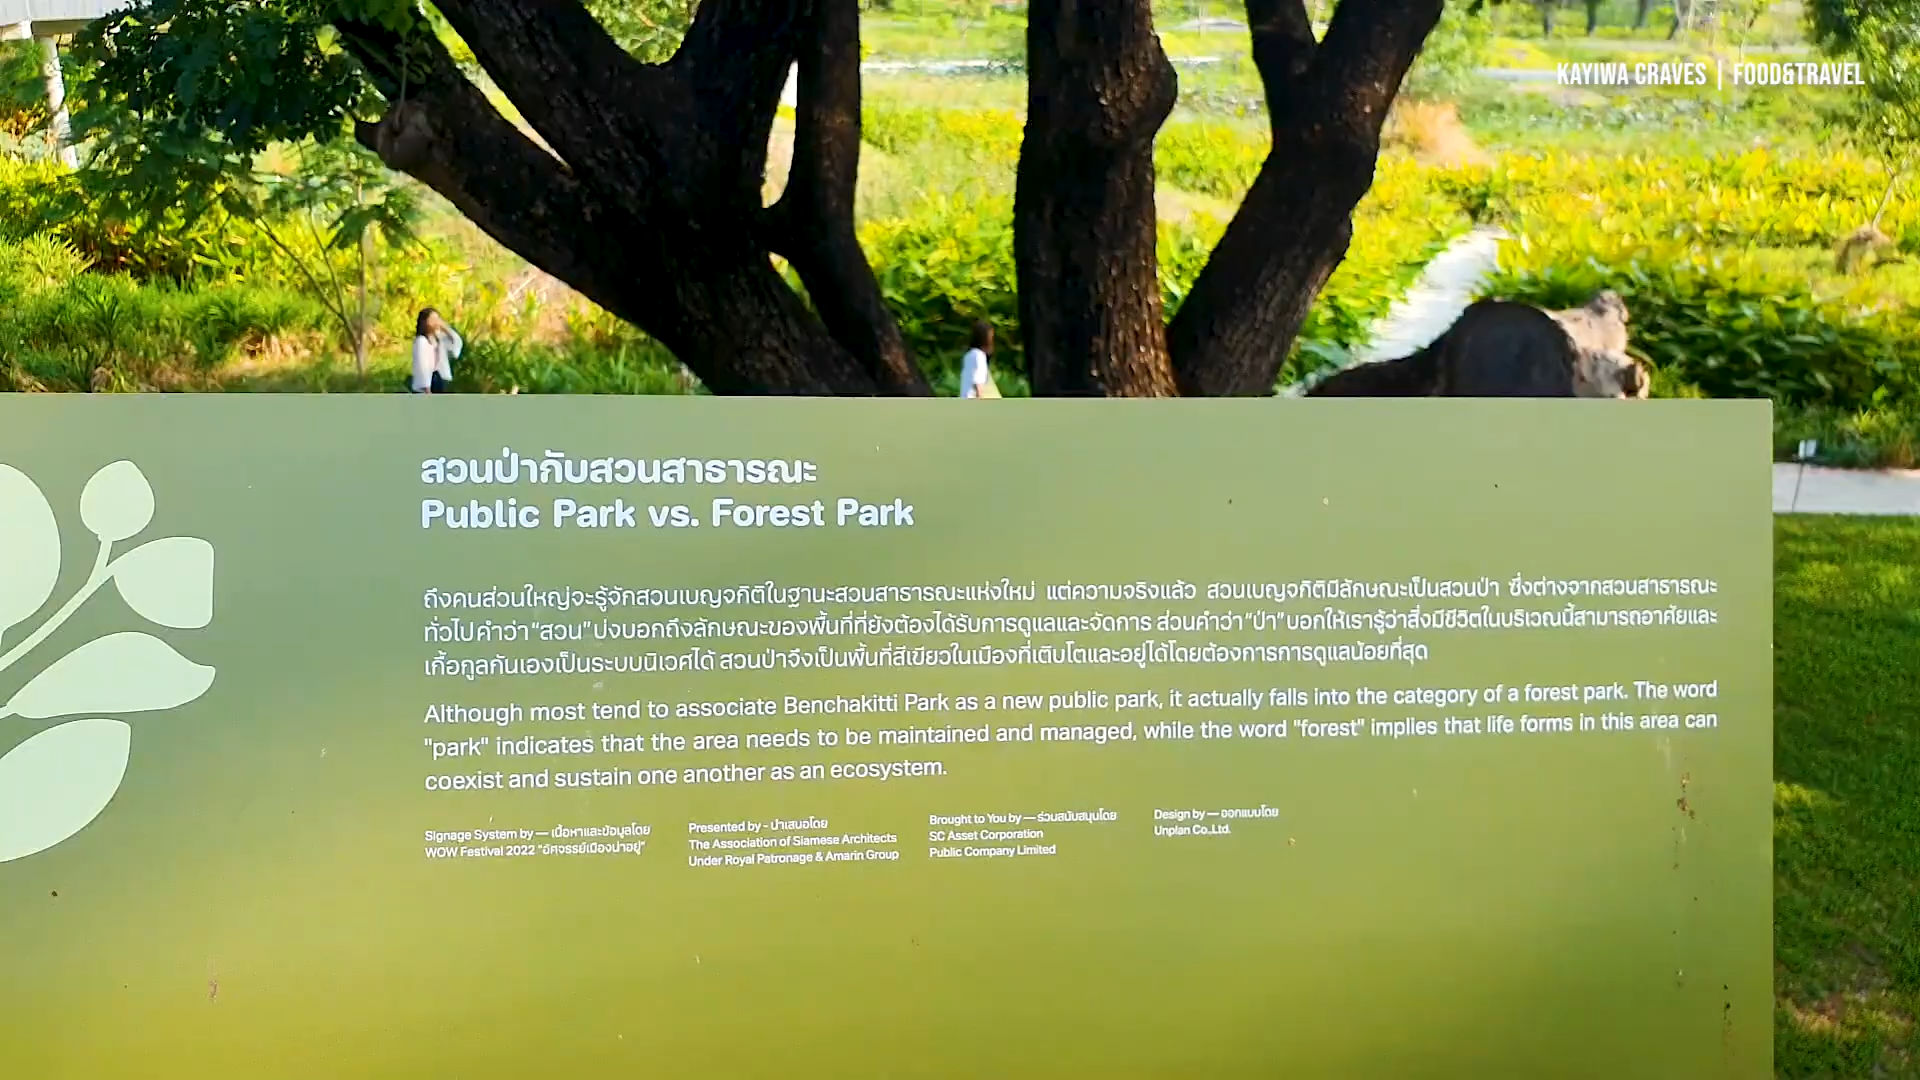 KAYIWA CRAVES | FOOD&TRAVEL
สวนป่ากับสวนสาธารณะ
Public Park vs. Forest Park
ถึงคนส่วนใหญ่จะรู้จักสวนเบญจกิติในฐานะสวนสาธารณะแห่งใหม่ แต่ความจริงแล้ว สวนเบญจกิติมีลักษณะเป็นสวนป่า ซึ่งต่างจากสวนสาธารณะ
ทั่วไป คำว่า “สวน” บ่งบอกถึงลักษณะของพื้นที่ที่ยังต้องได้รับการดูแลและจัดการ ส่วนคำว่า “ป่า” บอกให้เรารู้ว่าสิ่งมีชีวิตในบริเวณนี้สามารถอาศัยและ
เกื้อกูลกันเองเป็นระบบนิเวศได้ สวนป่าจึงเป็นพื้นที่สีเขียวในเมืองที่เติบโตและอยู่ได้โดยต้องการการดูแลน้อยที่สุด
Although most tend to associate Benchakitti Park as a new public park, it actually falls into the category of a forest park. The word
"park" indicates that the area needs to be maintained and managed, while the word "forest" implies that life forms in this area can
coexist and sustain one another as an ecosystem.
Signage System by — เนื้อหาและข้อมูลโดย
WOW Festival 2022 "อัศจรรย์เมืองน่าอยู่"
Presented by - นำเสนอโดย
The Association of Siamese Architects
Under Royal Patronage & Amarin Group
Brought to You by — ร่วมสนับสนุนโดย
SC Asset Corporation
Public Company Limited
Design by — ออกแบบโดย
Unplan Co.,Ltd.